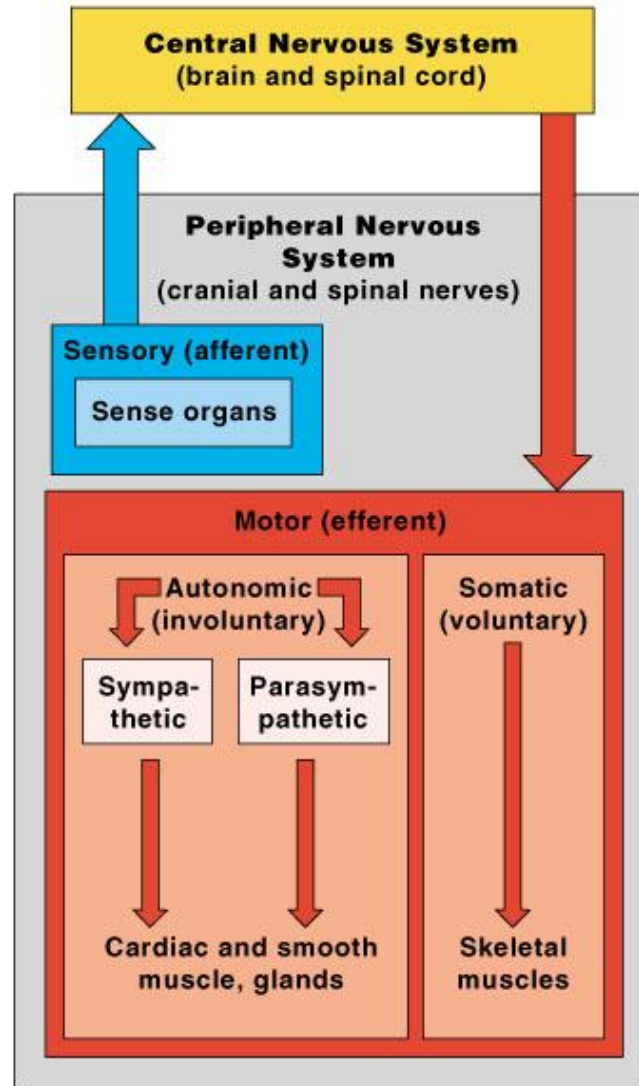 Central Nervous System
(brain and spinal cord)
Peripheral Nervous
System
(cranial and spinal nerves)
Sensory (afferent)
Sense organs
Motor (efferent)
Autonomic
(involuntary)
Sympa-
thetic
Parasym-
pathetic
Cardiac and smooth
muscle, glands
Somatic
(voluntary)
Skeletal
muscles